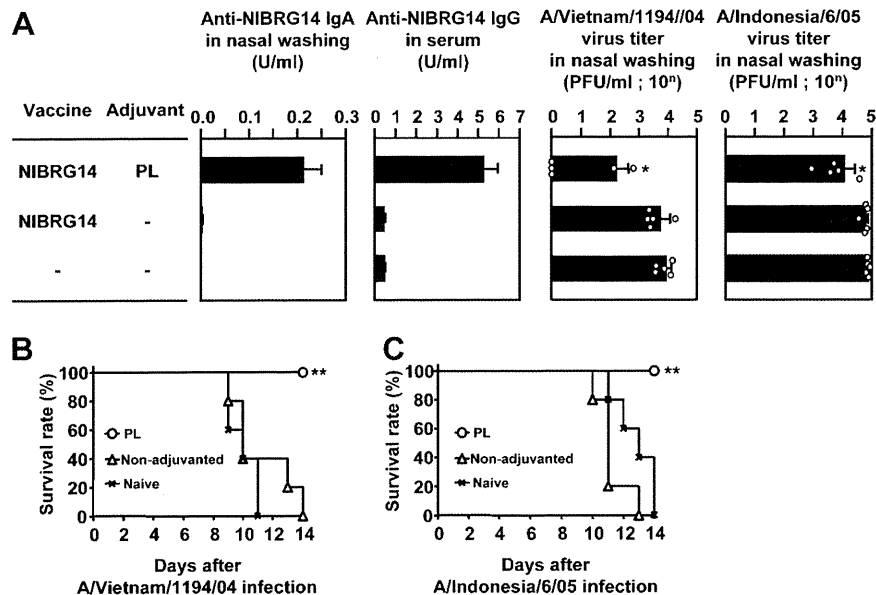 A
Anti-NIBRG14 IgA
in nasal washing
(U/ml)
Anti-NIBRG14 IgG
in serum
(U/ml)
A/Vietnam/1194//04
virus titer
in nasal washing
(PFU/ml ; 10ⁿ)
A/Indonesia/6/05
virus titer
in nasal washing
(PFU/ml ; 10ⁿ)
Vaccine Adjuvant
0.0 0.1 0.2 0.3
0 1 2 3 4 5 6 7
0 1 2 3 4 5
0 1 2 3 4 5
NIBRG14 PL
* *
NIBRG14 -
- -
B
Survival rate (%)
100
80
60
40
20
0
**
PL
Non-adjuvanted
Naive
0 2 4 6 8 10 12 14
Days after
A/Vietnam/1194/04 infection
C
Survival rate (%)
100
80
60
40
20
0
**
PL
Non-adjuvanted
Naive
0 2 4 6 8 10 12 14
Days after
A/Indonesia/6/05 infection